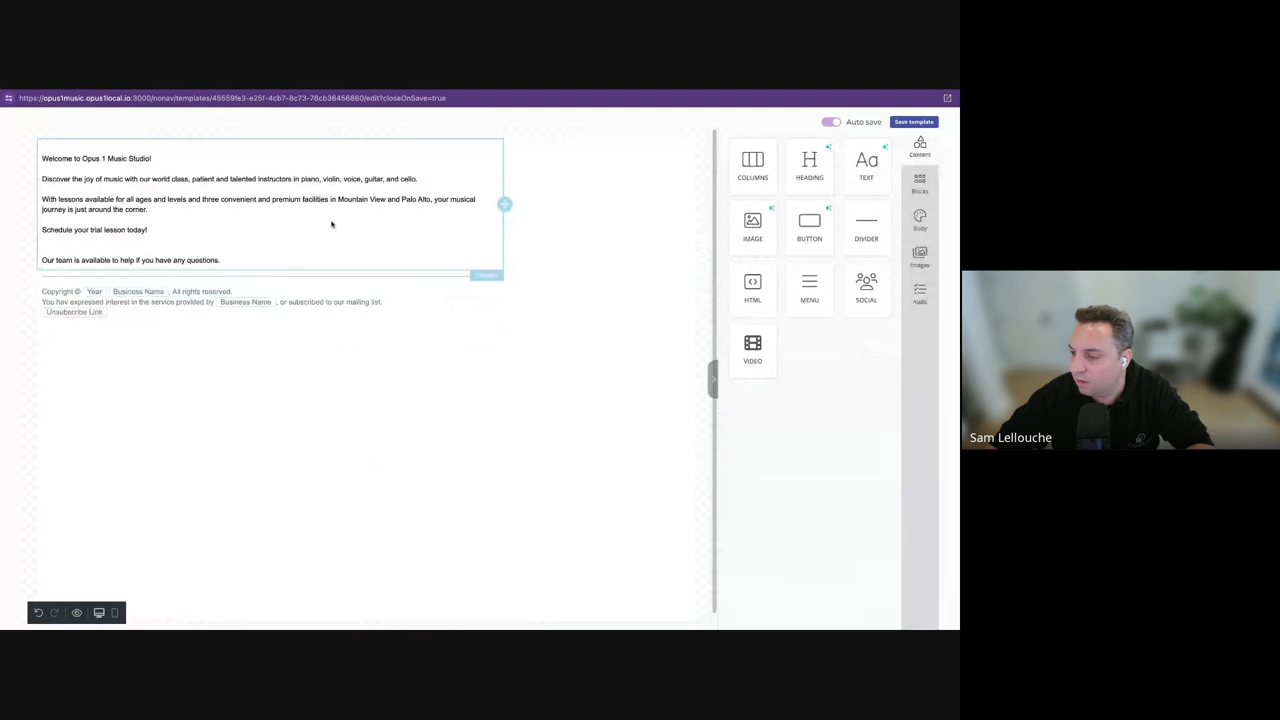 https://opus1music.opus1local.io:3000/nonav/templates/45559fe3-e25f-4cb7-8c73-76cb36456860/edit?closeOnSave=true
Auto save
Save template
Welcome to Opus 1 Music Studio!
Discover the joy of music with our world class, patient and talented instructors in piano, violin, voice, guitar, and cello.
With lessons available for all ages and levels and three convenient and premium facilities in Mountain View and Palo Alto, your musical
journey is just around the corner.
Schedule your trial lesson today!
Our team is available to help if you have any questions.
Copyright © Year Business Name , All rights reserved.
You hav expressed interest in the service provided by Business Name , or subscribed to our mailing list.
Unsubscribe Link
COLUMNS
H
HEADING
Aa
TEXT
IMAGE
BUTTON
DIVIDER
HTML
MENU
SOCIAL
VIDEO
Content
Blocks
Body
Images
Audit
Sam Lellouche